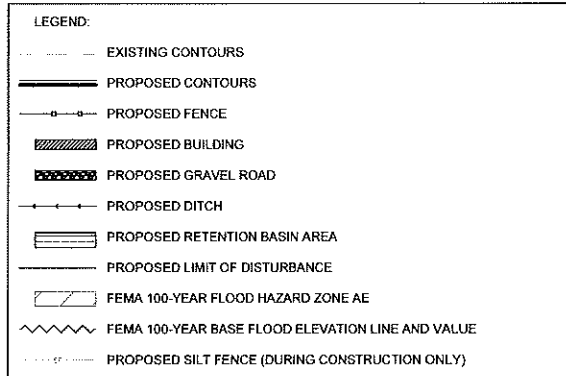 LEGEND:
EXISTING CONTOURS
PROPOSED CONTOURS
PROPOSED FENCE
PROPOSED BUILDING
PROPOSED GRAVEL ROAD
PROPOSED DITCH
PROPOSED RETENTION BASIN AREA
PROPOSED LIMIT OF DISTURBANCE
FEMA 100-YEAR FLOOD HAZARD ZONE AE
FEMA 100-YEAR BASE FLOOD ELEVATION LINE AND VALUE
PROPOSED SILT FENCE (DURING CONSTRUCTION ONLY)